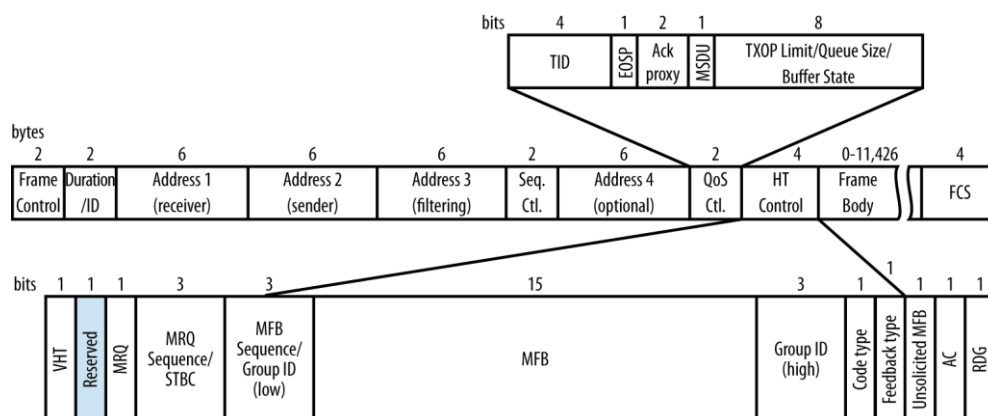 bits 4 1 2 1 8
TID EOSP Ack proxy MSDU TXOP Limit/Queue Size/
Buffer State
bytes
2 2 6 6 6 2 6 2 4 0-11,426 4
Frame Duration Address 1 Address 2 Address 3 Seq. Address 4 QoS HT Frame FCS
Control /ID (receiver) (sender) (filtering) Ctl. (optional) Ctl. Control Body
1
bits 1 1 1 3 3 15 3 1 1 1 1
VHT Reserved MRQ MRQ Sequence/ STBC MFB Sequence/ Group ID (low) MFB Group ID (high) Code type Feedback type Unsolicited MFB AC RDG